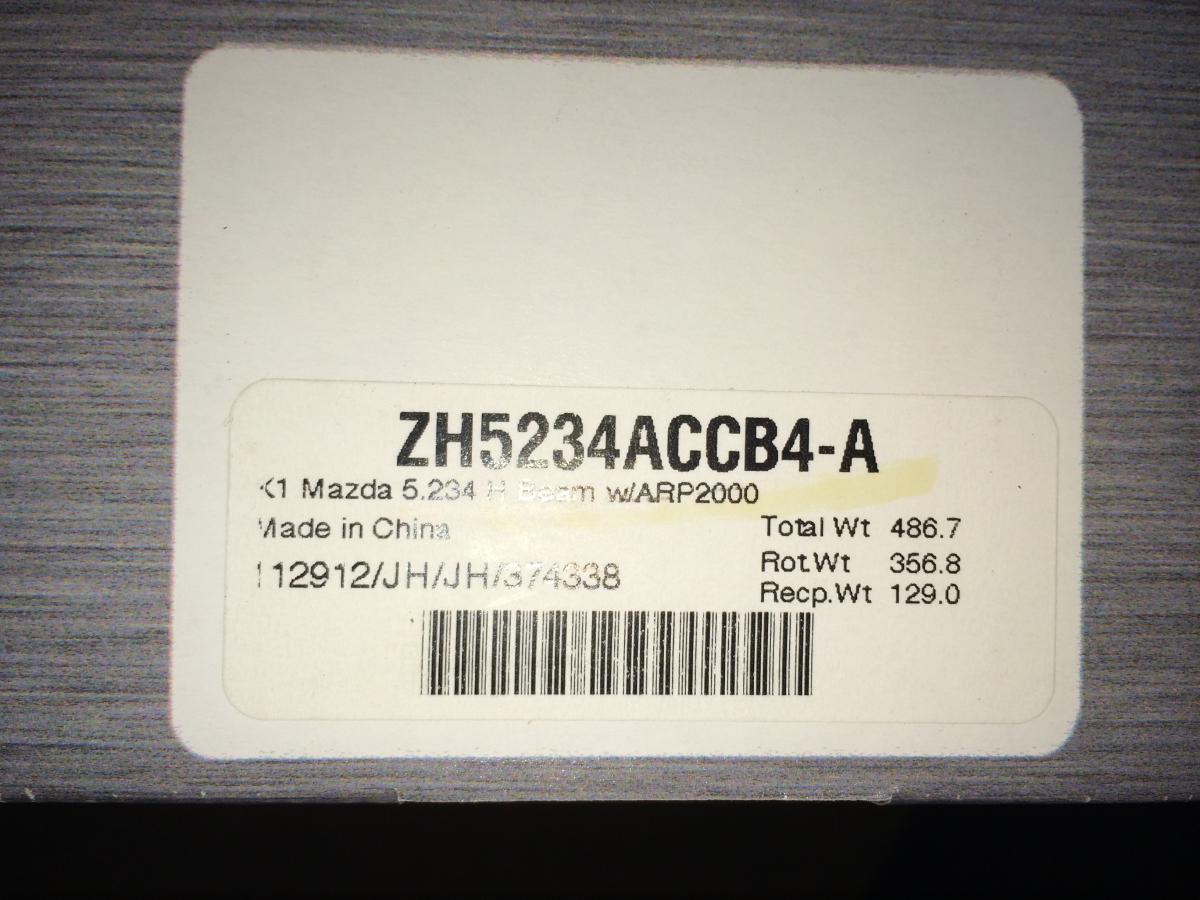 ZH5234ACCB4-A
K1 Mazda 5.234 H Beam w/ARP2000
Made in China
Total Wt 486.7
112912/JH/JH/374338
Rot.Wt 356.8
Recp.Wt 129.0